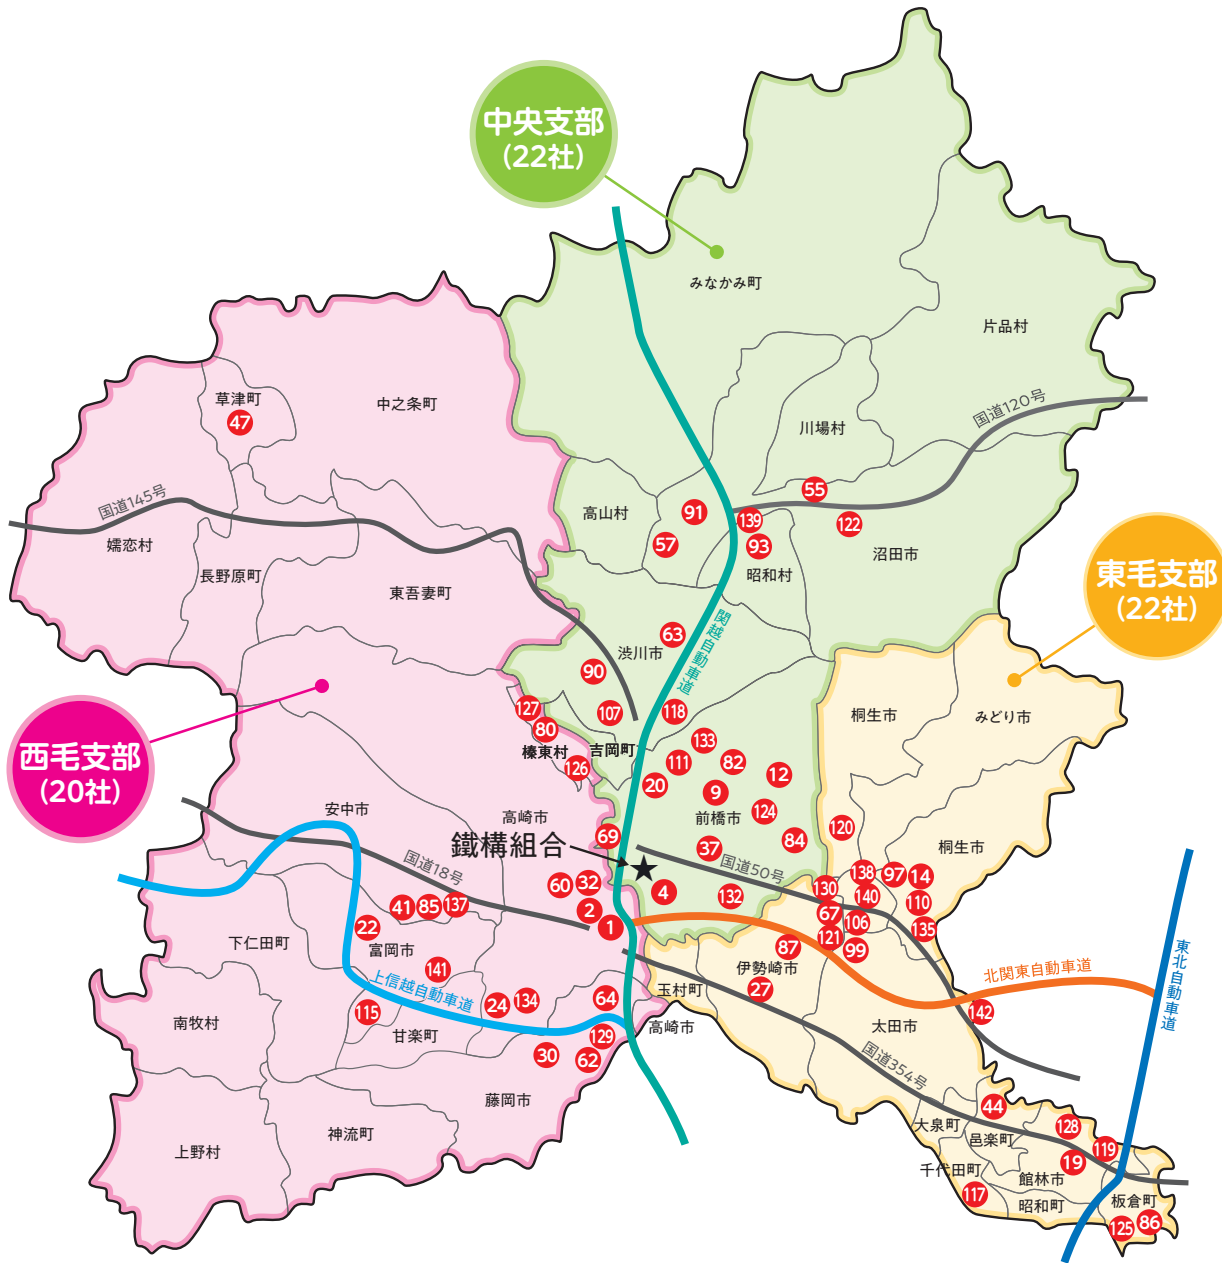 中央支部
(22社)
みなかみ町
片品村
草津町
47
中之条町
国道120号
川場村
55
国道145号
高山村
91
139
122
57
93
嬬恋村
昭和村
沼田市
長野原町
東吾妻町
東毛支部
(22社)
関越自動車道
63
渋川市
90
127
107
118
桐生市
みどり市
80
榛東村
吉岡町
133
西毛支部
(20社)
126
111
82
12
20
9
安中市
高崎市
前橋市
124
120
69
84
桐生市
鐵構組合
★
37
国道50号
国道18号
138
97
14
60
32
4
132
130
140
110
41
85
137
2
67
106
22
1
121
135
下仁田町
富岡市
87
99
東北自動車道
141
伊勢崎市
北関東自動車道
上信越自動車道
玉村町
27
24
134
64
115
142
南牧村
甘楽町
129
高崎市
太田市
30
62
国道354号
藤岡市
44
大泉町
128
神流町
邑楽町
上野村
119
千代田町
19
館林市
117
昭和町
板倉町
125
86